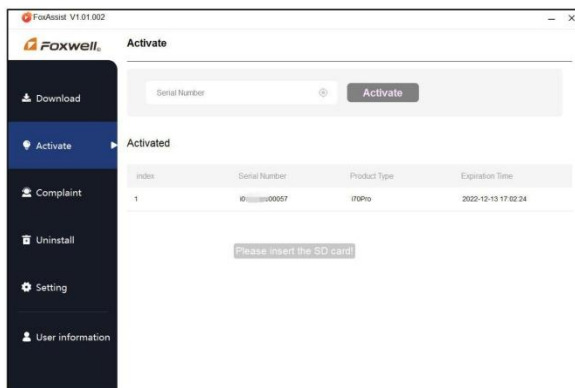 FoxAssist V1.01.002
FOXWELL®
Activate
Download
Serial Number
Activate
Activate
Activated
index Serial Number Product Type Expiration Time
1 00057 I70Pro 2022-12-13 17:02:24
Complaint
Uninstall
Please insert the SD card!
Setting
User information